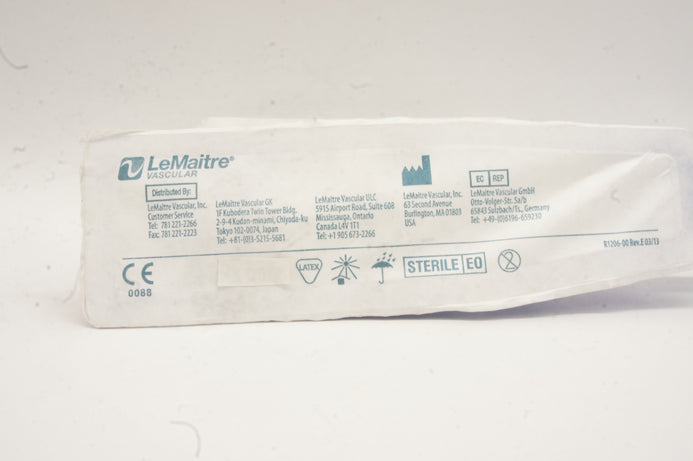 LeMaitre®
VASCULAR
Distributed By:
LeMaitre Vascular, Inc.
Customer Service
Tel: 781 221-2266
Fax: 781 221-2223
LeMaitre Vascular GK
1F Kubodera Twin Tower Bldg.
2-9-4 Kudan-minami, Chiyoda-ku
Tokyo 102-0074, Japan
Tel: +81-(0)3-5215-5681
LeMaitre Vascular ULC
5915 Airport Road, Suite 608
Mississauga, Ontario
Canada L4V 1T1
Tel: +1 905 673-2266
LeMaitre Vascular, Inc.
63 Second Avenue
Burlington, MA 01803
USA
EC REP
LeMaitre Vascular GmbH
Otto-Volger-Str. 5a/b
65843 Sulzbach/Ts., Germany
Tel: +49-(0)6196-659230
R1206-00 Rev. E 03/13
CE
0088
LATEX
STERILE EO
2